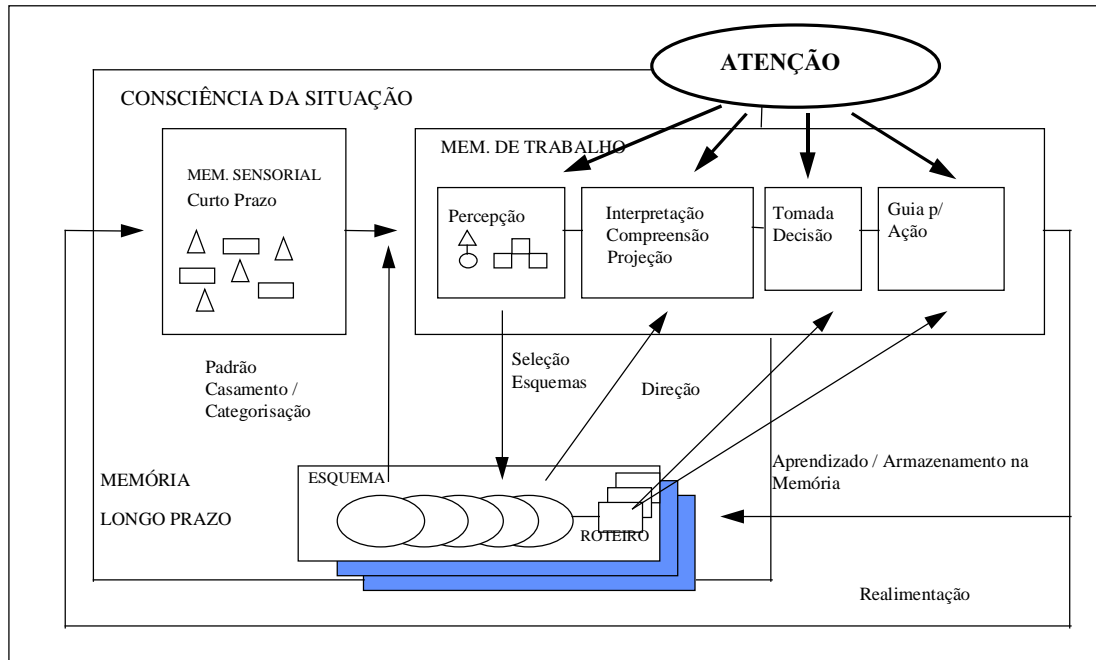 ATENÇÃO
CONSCIÊNCIA DA SITUAÇÃO
MEM. DE TRABALHO
MEM. SENSORIAL
Curto Prazo
Percepção
Interpretação
Compreensão
Projeção
Tomada
Decisão
Guia p/
Ação
Padrão
Casamento /
Categorisação
Seleção
Esquemas
Direção
MEMÓRIA
LONGO PRAZO
ESQUEMA
ROTEIRO
Aprendizado / Armazenamento na
Memória
Realimentação